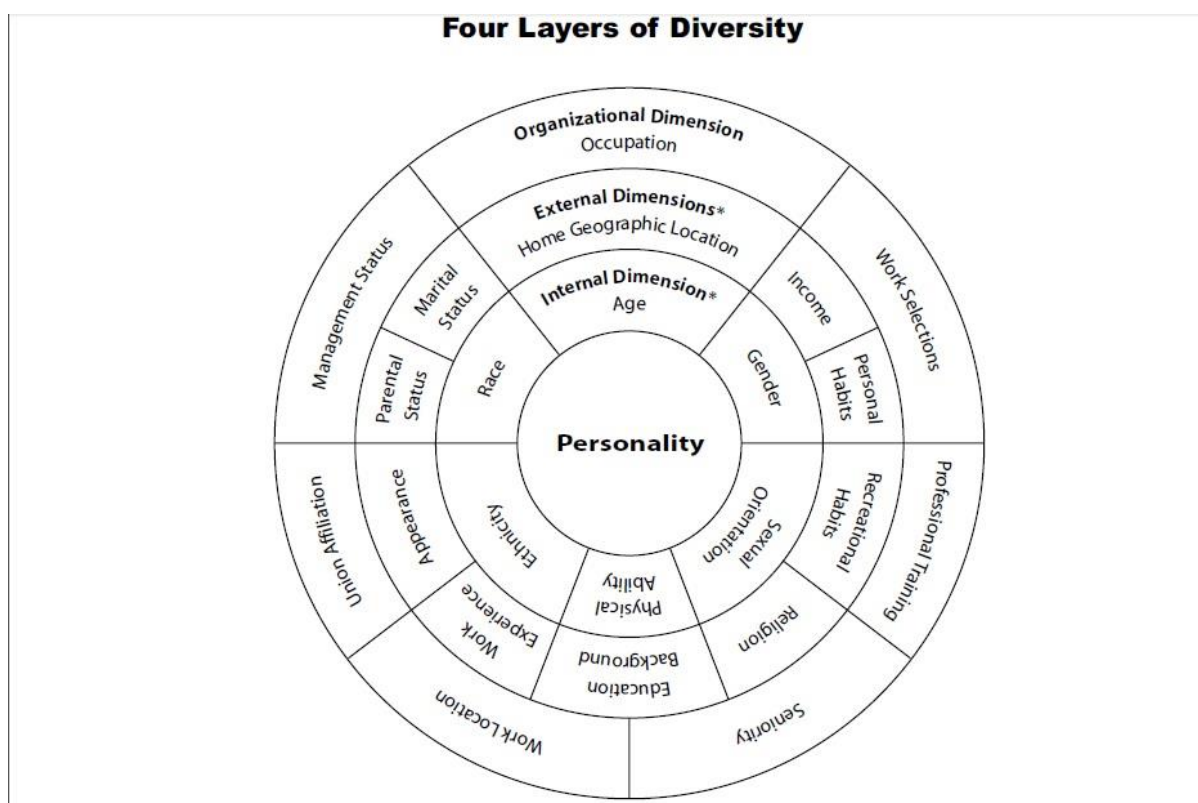 Four Layers of Diversity
Organizational Dimension
Occupation
External Dimensions*
Home Geographic Location
Internal Dimension*
Age
Personality
Gender
Sexual
Orientation
Physical
Ability
Ethnicity
Race
Income
Personal
Habits
Recreational
Habits
Religion
Education
Background
Work
Experience
Appearance
Parental
Status
Marital
Status
Work Selections
Professional Training
Seniority
Work Location
Union Affiliation
Management Status